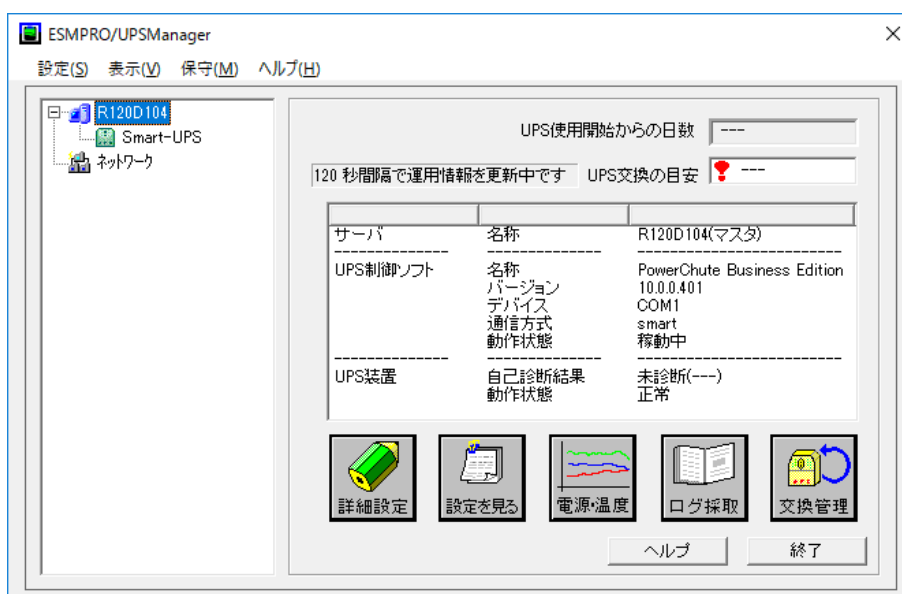 ESMPRO/UPSManager
設定(S) 表示(V) 保守(M) ヘルプ(H)
R120D104
Smart-UPS
ネットワーク
UPS使用開始からの日数 ---
120 秒間隔で運用情報を更新中です UPS交換の目安 ---
サーバ 名称 R120D104(マスタ)
-------------- -------------- -------------------------
UPS制御ソフト 名称 PowerChute Business Edition
バージョン 10.0.0.401
デバイス COM1
通信方式 smart
動作状態 稼動中
-------------- -------------- -------------------------
UPS装置 自己診断結果 未診断(---)
動作状態 正常
詳細設定 設定を見る 電源・温度 ログ採取 交換管理
ヘルプ 終了